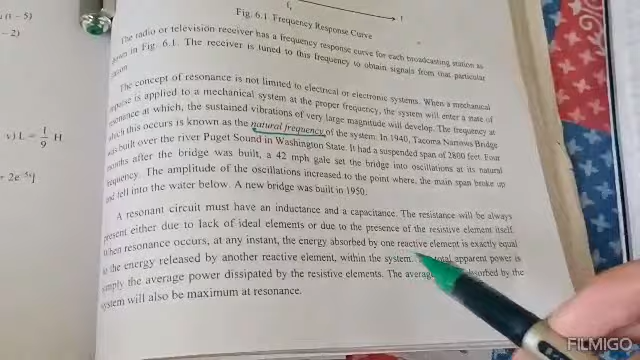 (1 − 5)
− 2)
v) L = 1/9 H
+ 2e
f₁
f
Fig. 6.1 Frequency Response Curve
The radio or television receiver has a frequency response curve for each broadcasting station as
in Fig. 6.1. The receiver is tuned to this frequency to obtain signals from that particular
The concept of resonance is not limited to electrical or electronic systems. When a mechanical
impulse is applied to a mechanical system at the proper frequency, the system will enter a state of
resonance at which, the sustained vibrations of very large magnitude will develop. The frequency at
which this occurs is known as the natural frequency of the system. In 1940, Tacoma Narrows Bridge
was built over the river Puget Sound in Washington State. It had a suspended span of 2800 feet. Four
months after the bridge was built, a 42 mph gale set the bridge into oscillations at its natural
frequency. The amplitude of the oscillations increased to the point where, the main span broke up
and fell into the water below. A new bridge was built in 1950.
A resonant circuit must have an inductance and a capacitance. The resistance will be always
present either due to lack of ideal elements or due to the presence of the resistive element itself.
When resonance occurs, at any instant, the energy absorbed by one reactive element is exactly equal
to the energy released by another reactive element, within the system. total apparent power is
simply the average power dissipated by the resistive elements. The average absorbed by the
system will also be maximum at resonance.
FILMIGO